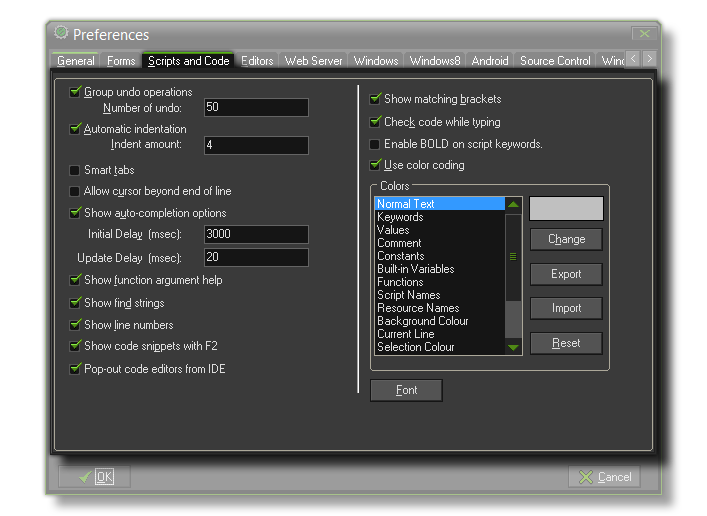 Preferences
General Forms Scripts and Code Editors Web Server Windows Windows8 Android Source Control
Group undo operations
Number of undo: 50
Automatic indentation
Indent amount: 4
Smart tabs
Allow cursor beyond end of line
Show auto-completion options
Initial Delay (msec): 3000
Update Delay (msec): 20
Show function argument help
Show find strings
Show line numbers
Show code snippets with F2
Pop-out code editors from IDE
Show matching brackets
Check code while typing
Enable BOLD on script keywords.
Use color coding
Colors
Normal Text
Keywords
Values
Comment
Constants
Built-in Variables
Functions
Script Names
Resource Names
Background Colour
Current Line
Selection Colour
Change
Export
Import
Reset
Font
OK
Cancel